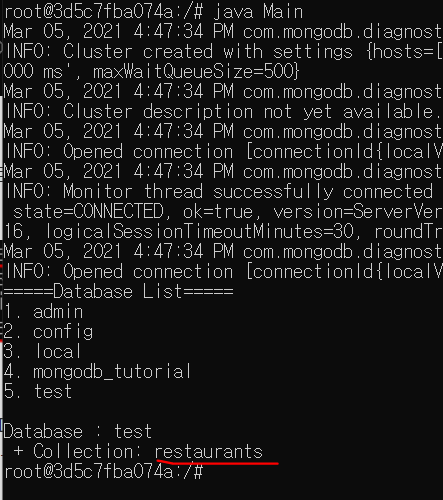 root@3d5c7fba074a:/# java Main
Mar 05, 2021 4:47:34 PM com.mongodb.diagnost
INFO: Cluster created with settings {hosts=[
000 ms', maxWaitQueueSize=500}
Mar 05, 2021 4:47:34 PM com.mongodb.diagnost
INFO: Cluster description not yet available.
Mar 05, 2021 4:47:34 PM com.mongodb.diagnost
INFO: Opened connection [connectionId{localV
Mar 05, 2021 4:47:34 PM com.mongodb.diagnost
INFO: Monitor thread successfully connected
state=CONNECTED, ok=true, version=ServerVer
16, logicalSessionTimeoutMinutes=30, roundTr
Mar 05, 2021 4:47:34 PM com.mongodb.diagnost
INFO: Opened connection [connectionId{localV
=====Database List=====
1. admin
2. config
3. local
4. mongodb_tutorial
5. test
Database : test
+ Collection: restaurants
root@3d5c7fba074a:/#